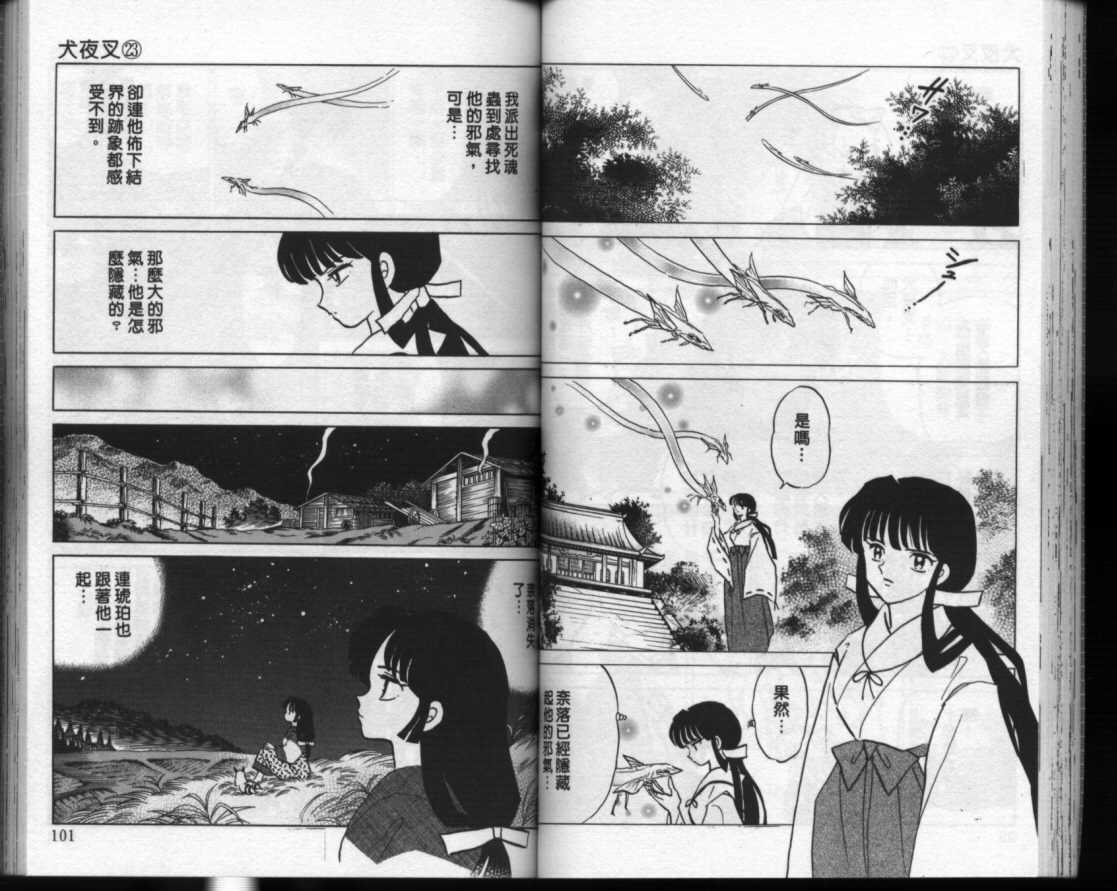 犬夜叉㉓
ザワ
シュー
是嗎…
果然…
奈落已經隱藏
起他的邪氣…
我派出死魂
蟲到處尋找
他的邪氣，
可是…
卻連他佈下結
界的跡象都感
受不到。
那麼大的邪
氣…他是怎
麼隱藏的？
奈落消失
了…
連琥珀也
跟著他一
起…
101